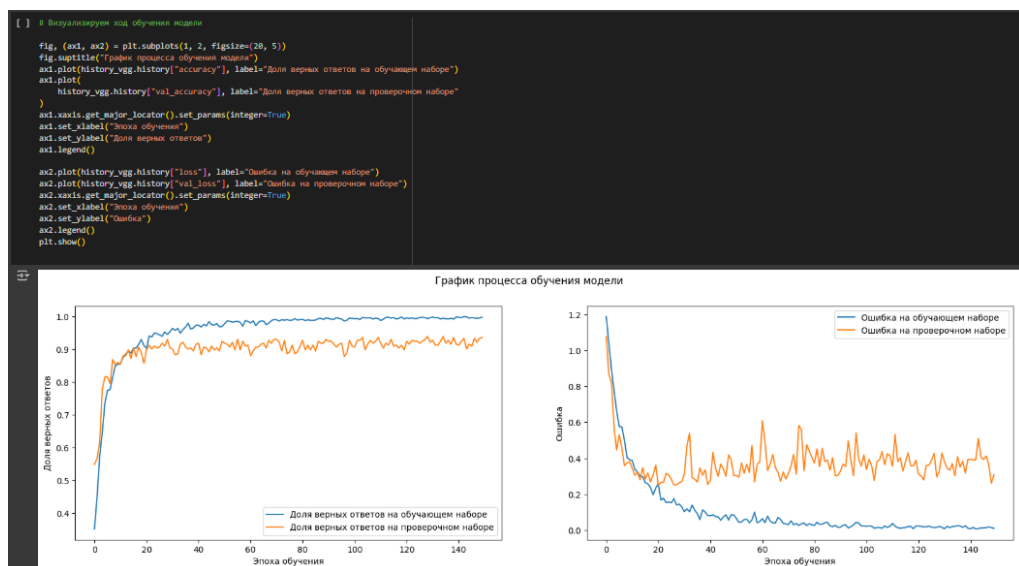 [ ] # Визуализируем ход обучения модели
fig, (ax1, ax2) = plt.subplots(1, 2, figsize=(20, 5))
fig.suptitle("График процесса обучения модели")
ax1.plot(history_vgg.history["accuracy"], label="Доля верных ответов на обучающем наборе")
ax1.plot(
history_vgg.history["val_accuracy"], label="Доля верных ответов на проверочном наборе"
)
ax1.xaxis.get_major_locator().set_params(integer=True)
ax1.set_xlabel("Эпоха обучения")
ax1.set_ylabel("Доля верных ответов")
ax1.legend()
ax2.plot(history_vgg.history["loss"], label="Ошибка на обучающем наборе")
ax2.plot(history_vgg.history["val_loss"], label="Ошибка на проверочном наборе")
ax2.xaxis.get_major_locator().set_params(integer=True)
ax2.set_xlabel("Эпоха обучения")
ax2.set_ylabel("Ошибка")
ax2.legend()
plt.show()
График процесса обучения модели
Доля верных ответов
1.0
0.9
0.8
0.7
0.6
0.5
0.4
Доля верных ответов на обучающем наборе
Доля верных ответов на проверочном наборе
0 20 40 60 80 100 120 140
Эпоха обучения
Ошибка
1.2
1.0
0.8
0.6
0.4
0.2
0.0
Ошибка на обучающем наборе
Ошибка на проверочном наборе
0 20 40 60 80 100 120 140
Эпоха обучения